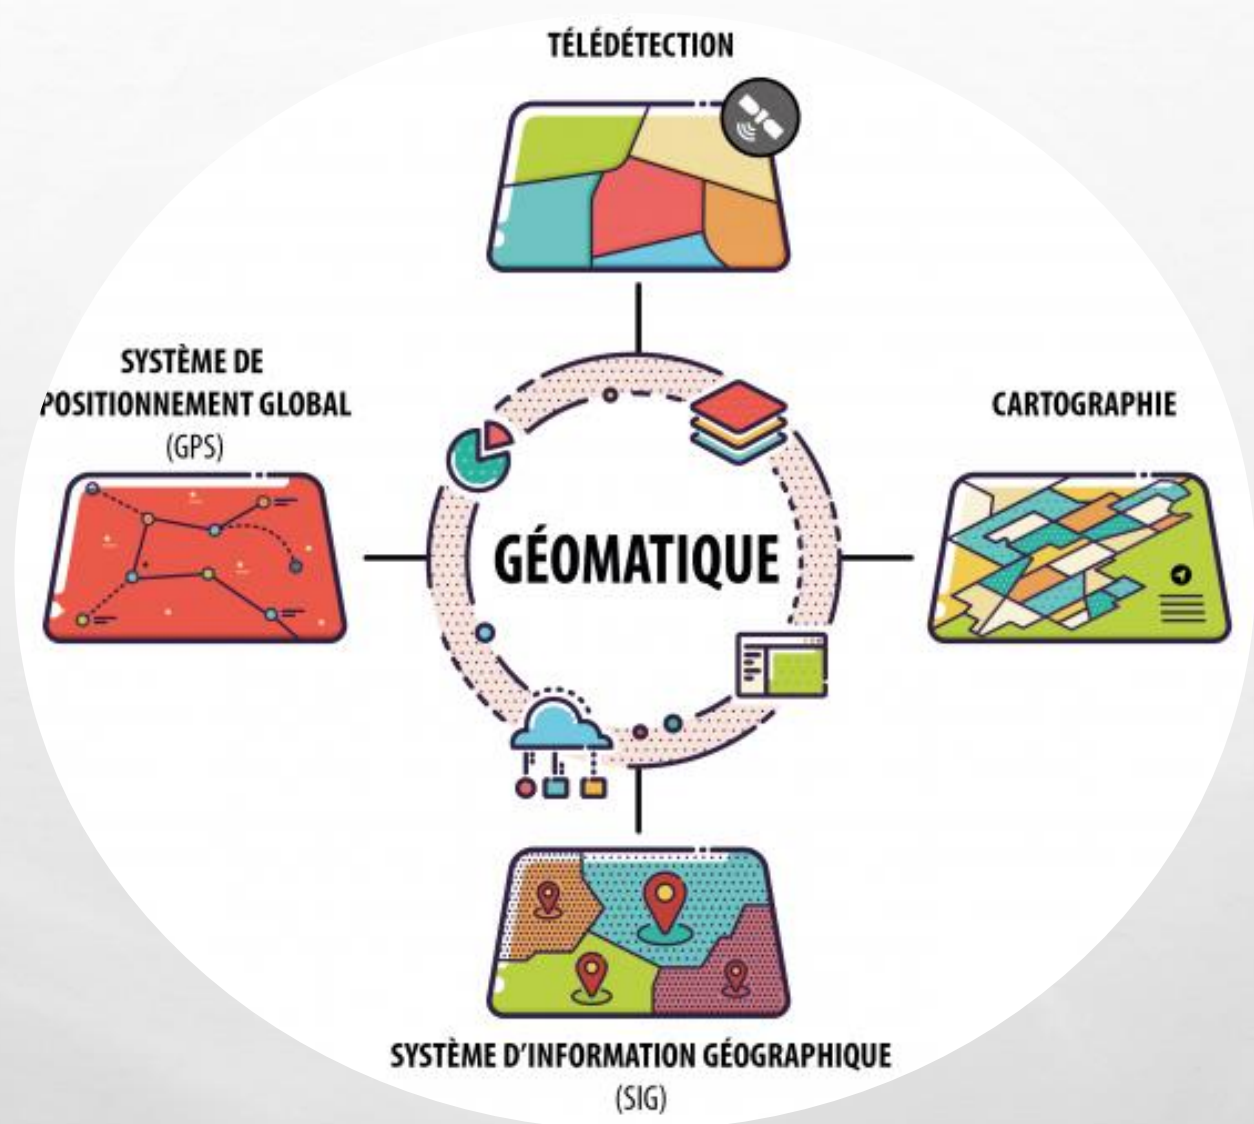 TÉLÉDÉTECTION
SYSTÈME DE
POSITIONNEMENT GLOBAL
(GPS)
CARTOGRAPHIE
GÉOMATIQUE
SYSTÈME D'INFORMATION GÉOGRAPHIQUE
(SIG)